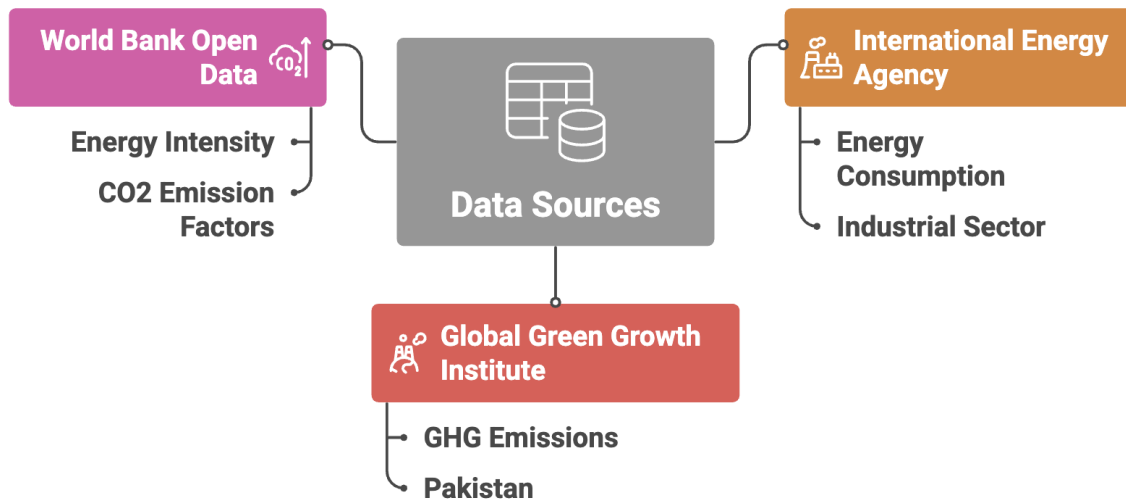 World Bank Open
Data
CO2
Energy Intensity
CO2 Emission
Factors
Data Sources
International Energy
Agency
Energy
Consumption
Industrial Sector
Global Green Growth
Institute
GHG Emissions
Pakistan